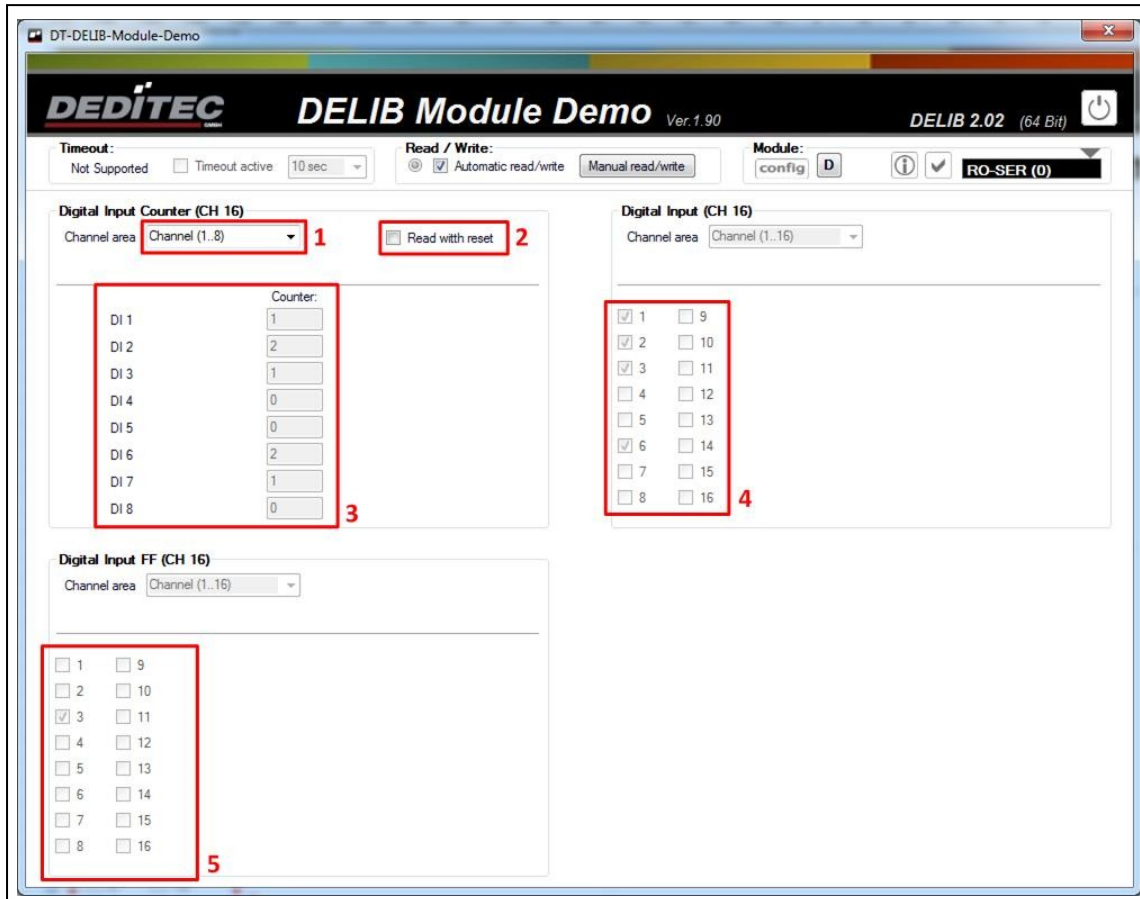 DT-DELIB-Module-Demo
DEDITEC GMBH
DELIB Module Demo Ver.1.90
DELIB 2.02 (64 Bit)
Timeout:
Not Supported Timeout active 10 sec
Read / Write:
Automatic read/write Manual read/write
Module:
config D
RO-SER (0)
Digital Input Counter (CH 16)
Channel area Channel (1..8) 1 Read witth reset 2
Counter:
DI 1 1
DI 2 2
DI 3 1
DI 4 0
DI 5 0
DI 6 2
DI 7 1
DI 8 0
3
Digital Input (CH 16)
Channel area Channel (1..16)
1 9
2 10
3 11
4 12
5 13
6 14
7 15
8 16
4
Digital Input FF (CH 16)
Channel area Channel (1..16)
1 9
2 10
3 11
4 12
5 13
6 14
7 15
8 16
5